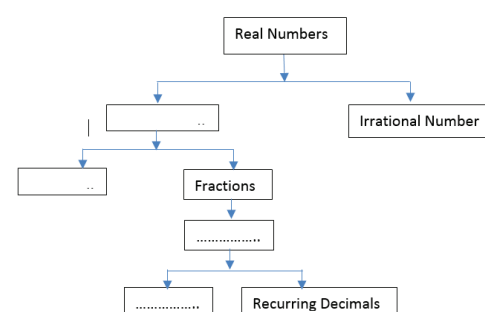 Real Numbers
..
Irrational Number
..
Fractions
……………..
……………..
Recurring Decimals